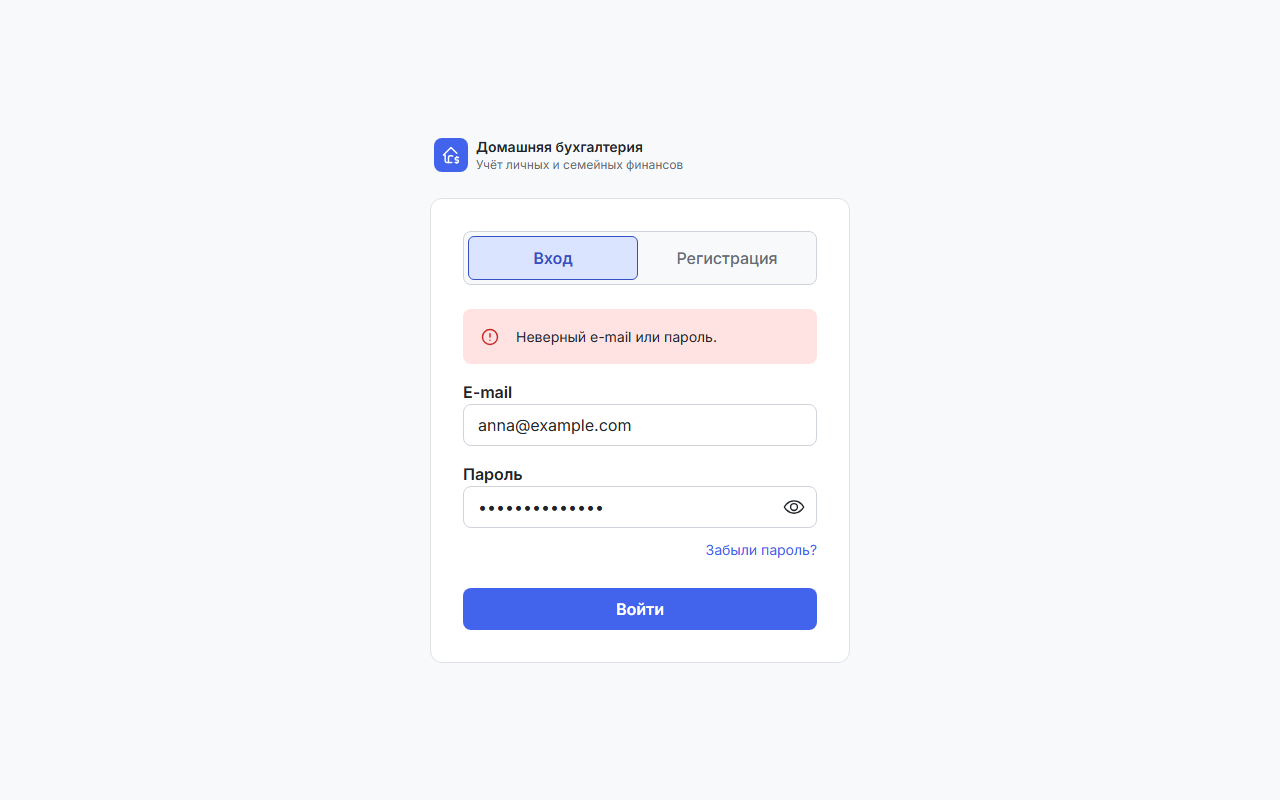 Домашняя бухгалтерия
Учёт личных и семейных финансов
Вход
Регистрация
Неверный e-mail или пароль.
E-mail
anna@example.com
Пароль
••••••••••••••
Забыли пароль?
Войти